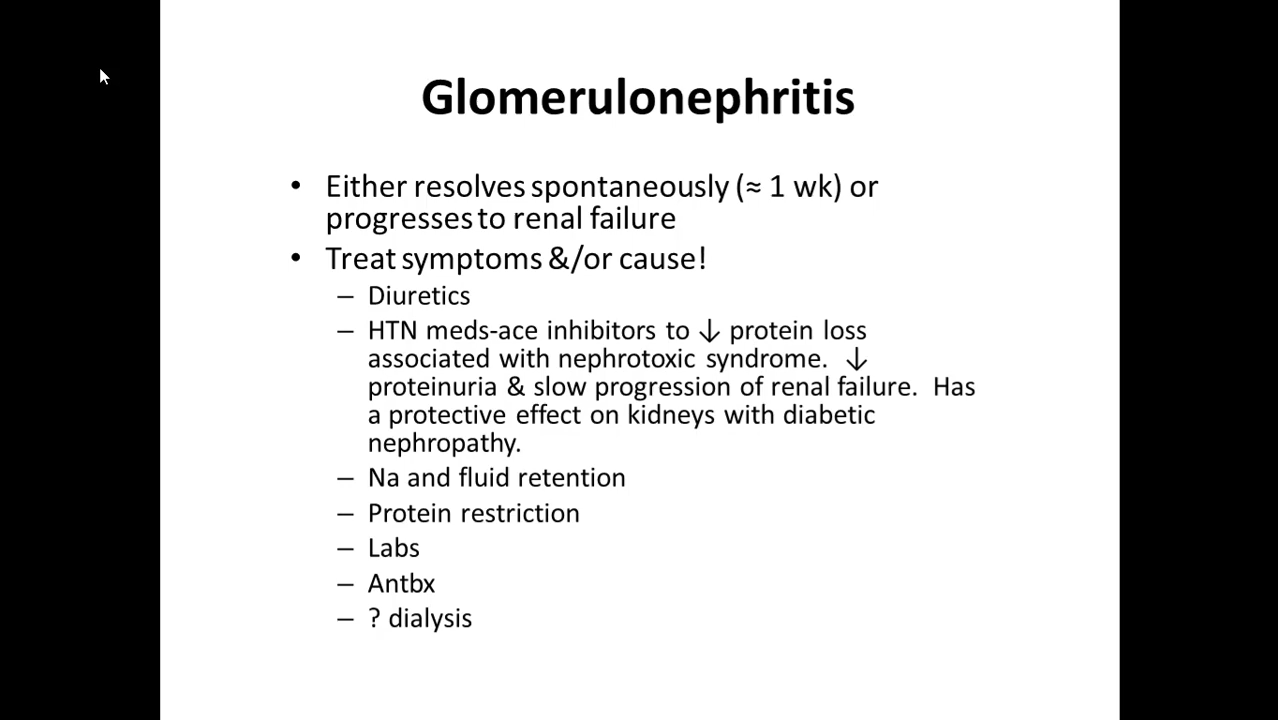 Glomerulonephritis
• Either resolves spontaneously (≈ 1 wk) or
progresses to renal failure
• Treat symptoms &/or cause!
– Diuretics
– HTN meds-ace inhibitors to ↓ protein loss
associated with nephrotoxic syndrome. ↓
proteinuria & slow progression of renal failure. Has
a protective effect on kidneys with diabetic
nephropathy.
– Na and fluid retention
– Protein restriction
– Labs
– Antbx
– ? dialysis